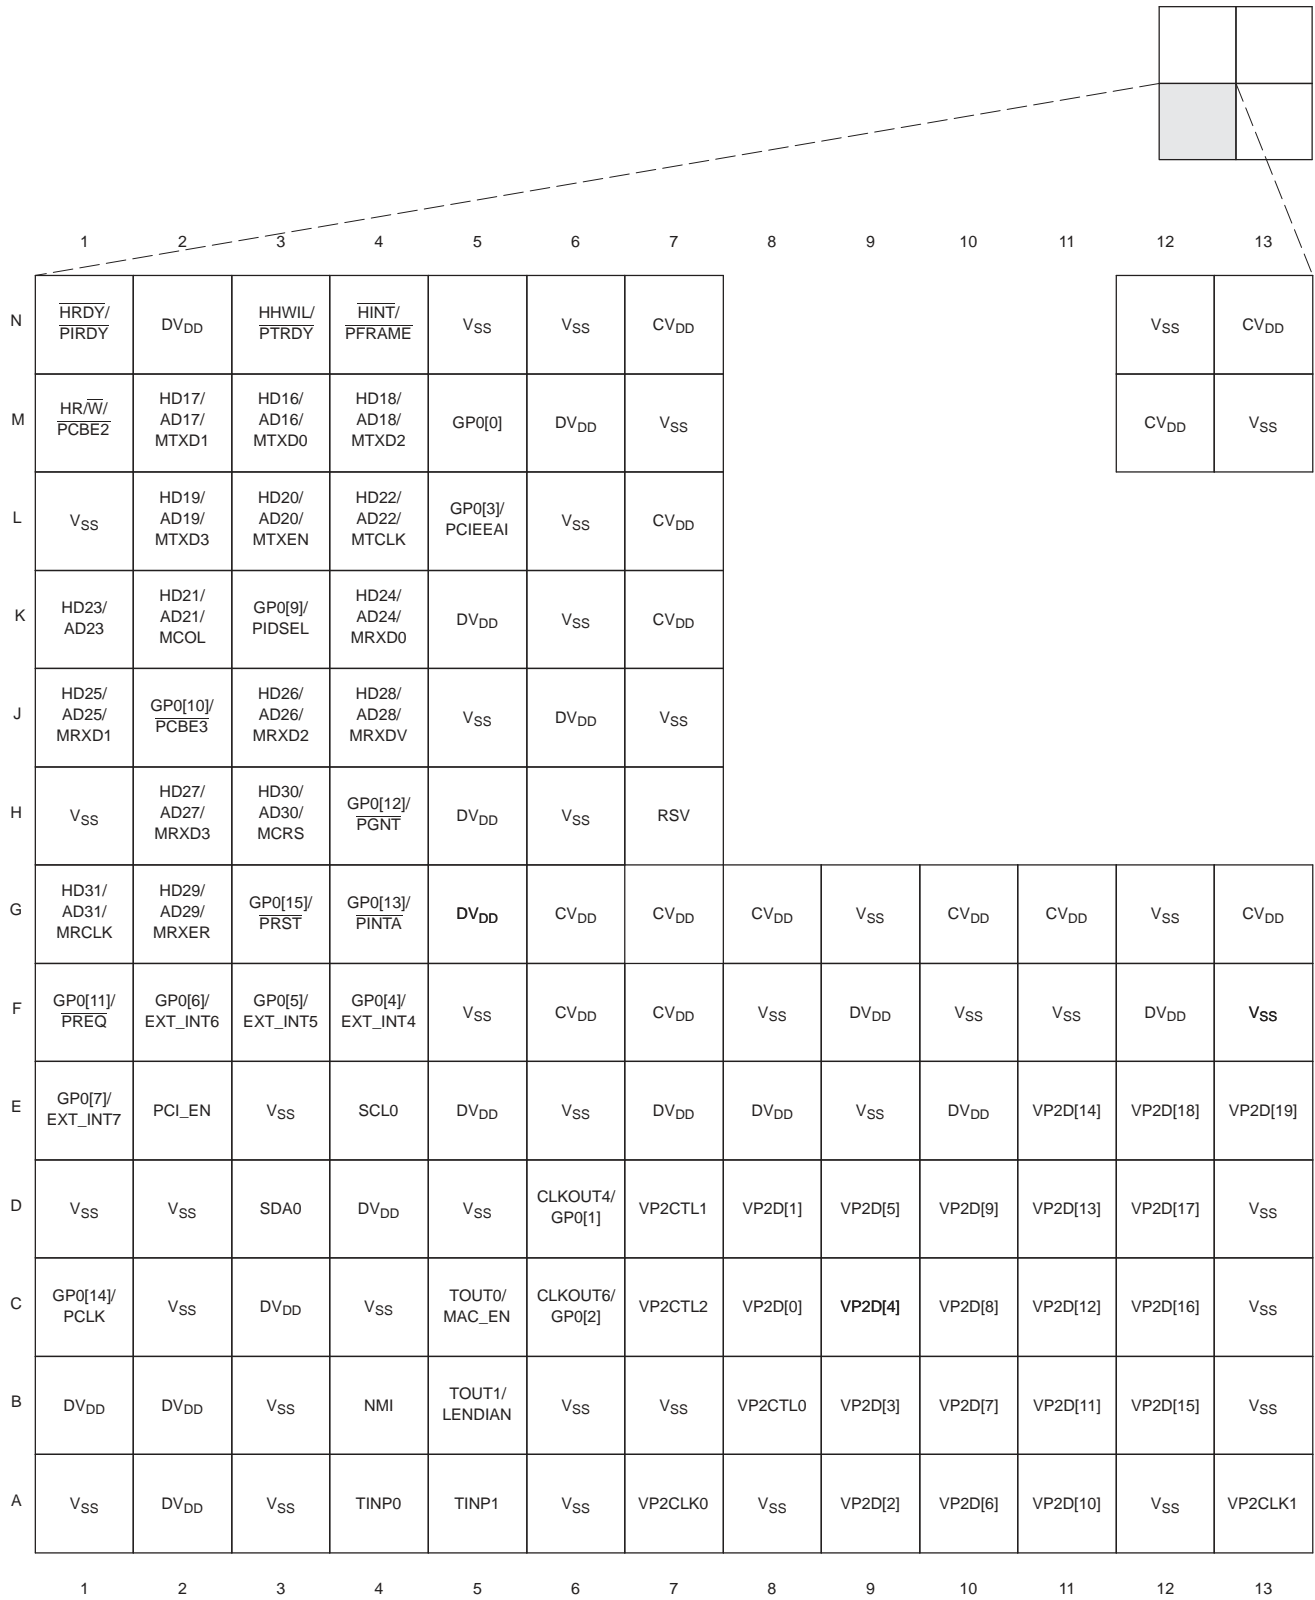 1 2 3 4 5 6 7 8 9 10 11 12 13
N HRDY/ PIRDY DVDD HHWIL/ PTRDY HINT/ PFRAME VSS VSS CVDD VSS CVDD
M HR/W/ PCBE2 HD17/ AD17/ MTXD1 HD16/ AD16/ MTXD0 HD18/ AD18/ MTXD2 GP0[0] DVDD VSS CVDD VSS
L VSS HD19/ AD19/ MTXD3 HD20/ AD20/ MTXEN HD22/ AD22/ MTCLK GP0[3]/ PCIEEAI VSS CVDD
K HD23/ AD23 HD21/ AD21/ MCOL GP0[9]/ PIDSEL HD24/ AD24/ MRXD0 DVDD VSS CVDD
J HD25/ AD25/ MRXD1 GP0[10]/ PCBE3 HD26/ AD26/ MRXD2 HD28/ AD28/ MRXDV VSS DVDD VSS
H VSS HD27/ AD27/ MRXD3 HD30/ AD30/ MCRS GP0[12]/ PGNT DVDD VSS RSV
G HD31/ AD31/ MRCLK HD29/ AD29/ MRXER GP0[15]/ PRST GP0[13]/ PINTA DVDD CVDD CVDD CVDD VSS CVDD CVDD VSS CVDD
F GP0[11]/ PREQ GP0[6]/ EXT_INT6 GP0[5]/ EXT_INT5 GP0[4]/ EXT_INT4 VSS CVDD CVDD VSS DVDD VSS VSS DVDD VSS
E GP0[7]/ EXT_INT7 PCI_EN VSS SCL0 DVDD VSS DVDD DVDD VSS DVDD VP2D[14] VP2D[18] VP2D[19]
D VSS VSS SDA0 DVDD VSS CLKOUT4/ GP0[1] VP2CTL1 VP2D[1] VP2D[5] VP2D[9] VP2D[13] VP2D[17] VSS
C GP0[14]/ PCLK VSS DVDD VSS TOUT0/ MAC_EN CLKOUT6/ GP0[2] VP2CTL2 VP2D[0] VP2D[4] VP2D[8] VP2D[12] VP2D[16] VSS
B DVDD DVDD VSS NMI TOUT1/ LENDIAN VSS VSS VP2CTL0 VP2D[3] VP2D[7] VP2D[11] VP2D[15] VSS
A VSS DVDD VSS TINP0 TINP1 VSS VP2CLK0 VSS VP2D[2] VP2D[6] VP2D[10] VSS VP2CLK1
1 2 3 4 5 6 7 8 9 10 11 12 13